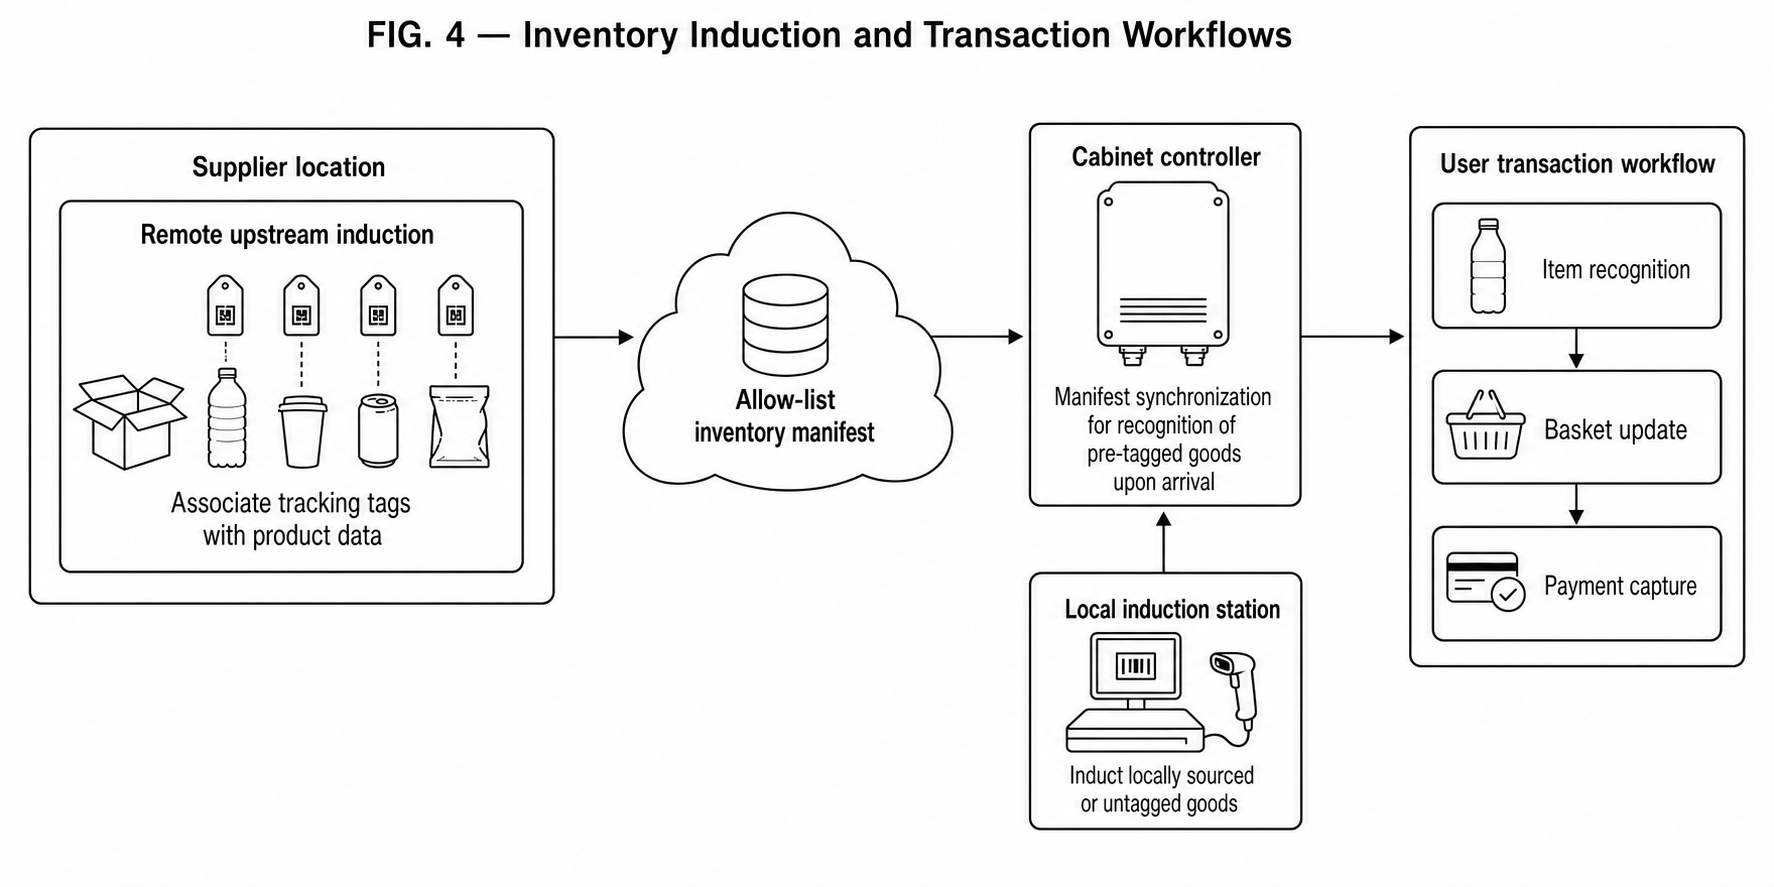 FIG. 4 — Inventory Induction and Transaction Workflows
Supplier location
Remote upstream induction
Associate tracking tags
with product data
Allow-list
inventory manifest
Cabinet controller
Manifest synchronization
for recognition of
pre-tagged goods
upon arrival
Local induction station
Induct locally sourced
or untagged goods
User transaction workflow
Item recognition
Basket update
Payment capture